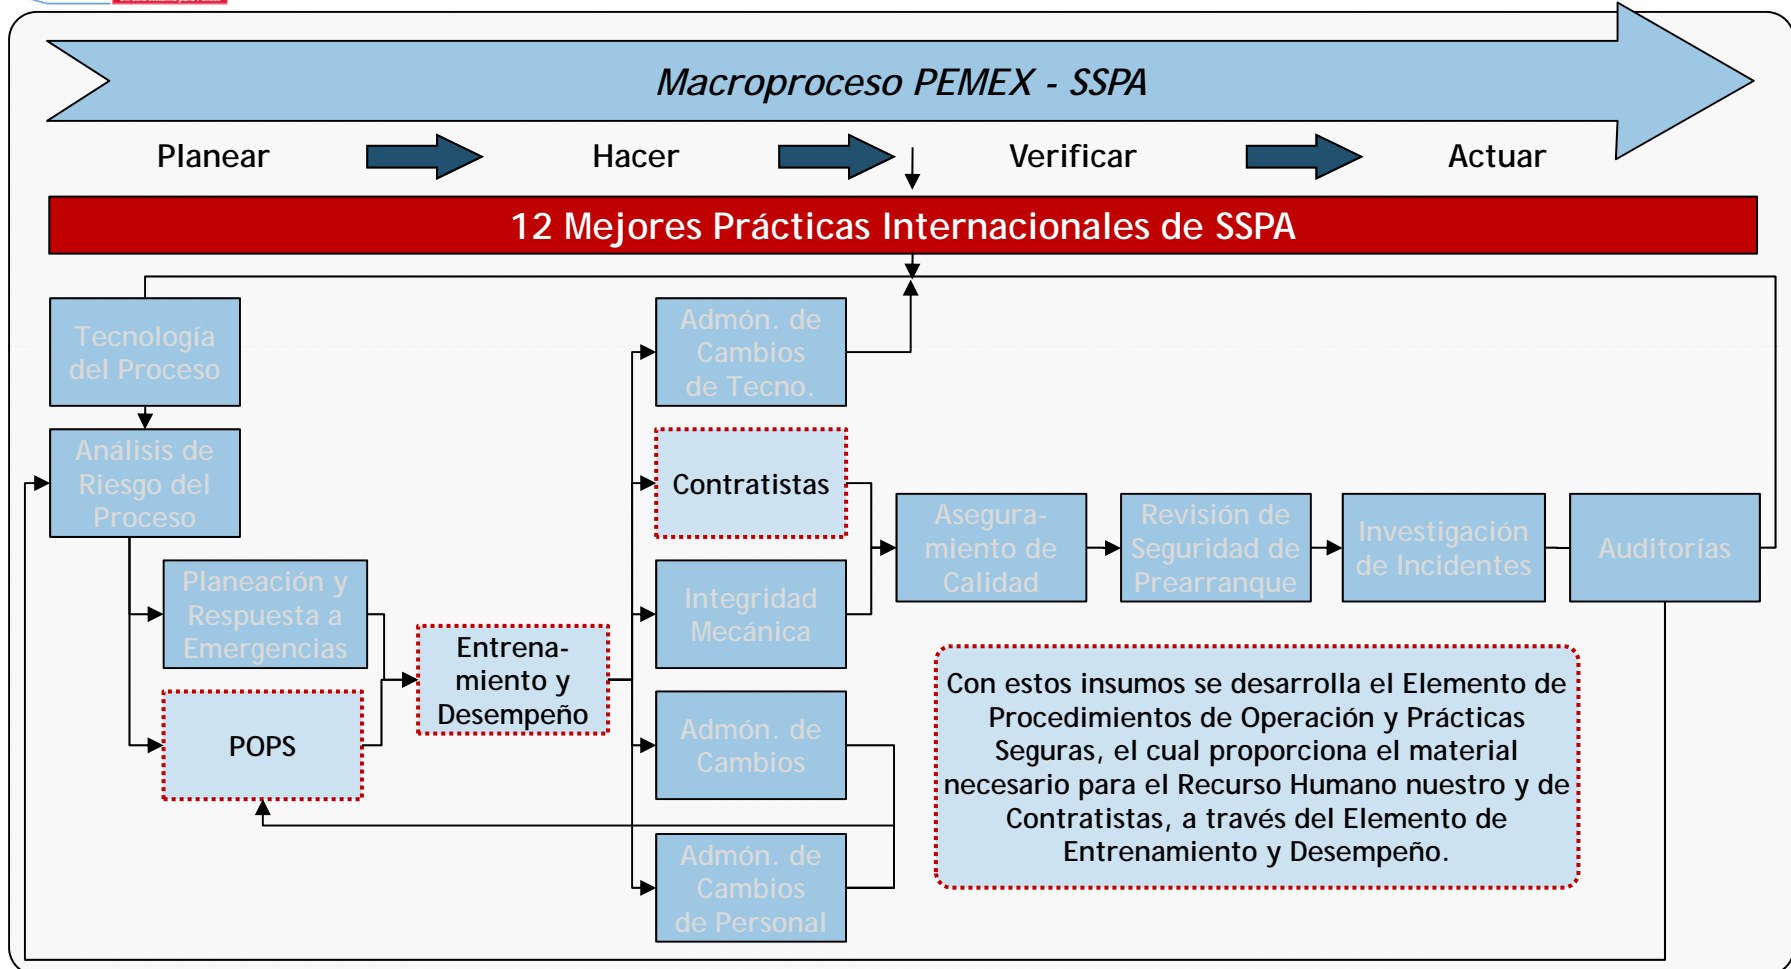 Macroproceso PEMEX - SSPA
Planear
Hacer
Verificar
Actuar
12 Mejores Prácticas Internacionales de SSPA
Tecnología
del Proceso
Análisis de
Riesgo del
Proceso
Planeación y
Respuesta a
Emergencias
POPS
Entrena-
miento y
Desempeño
Admón. de
Cambios
de Tecno.
Contratistas
Integridad
Mecánica
Admón. de
Cambios
Admón. de
Cambios
de Personal
Asegura-
miento de
Calidad
Revisión de
Seguridad de
Prearranque
Investigación
de Incidentes
Auditorías
Con estos insumos se desarrolla el Elemento de
Procedimientos de Operación y Prácticas
Seguras, el cual proporciona el material
necesario para el Recurso Humano nuestro y de
Contratistas, a través del Elemento de
Entrenamiento y Desempeño.